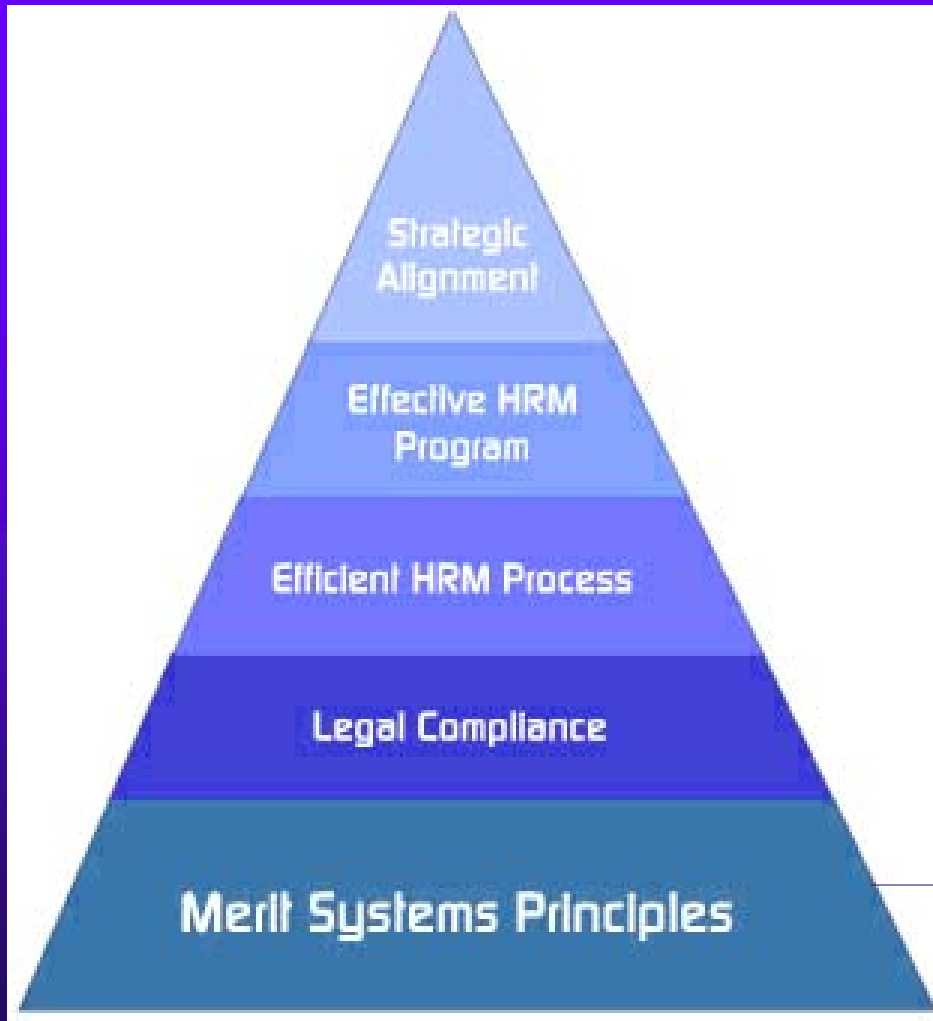 Strategic
Alignment
Effective HRM
Program
Efficient HRM Process
Legal Compliance
Merit Systems Principles